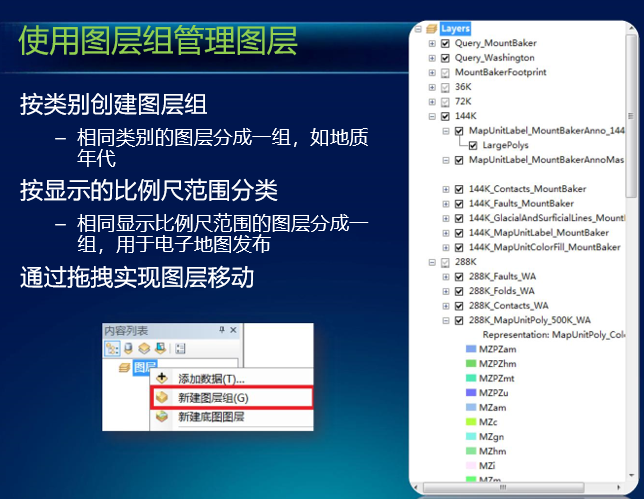 使用图层组管理图层
按类别创建图层组
– 相同类别的图层分成一组，如地质
年代
按显示的比例尺范围分类
– 相同显示比例尺范围的图层分成一
组，用于电子地图发布
通过拖拽实现图层移动
内容列表
图层
添加数据(T)...
新建图层组(G)
新建底图图层
Layers
Query_MountBaker
Query_Washington
MountBakerFootprint
36K
72K
144K
MapUnitLabel_MountBakerAnno_144
LargePolys
MapUnitLabel_MountBakerAnnoMas
144K_Contacts_MountBaker
144K_Faults_MountBaker
144K_GlacialAndSurficialLines_Mount
144K_MapUnitLabel_MountBaker
144K_MapUnitColorFill_MountBaker
288K
288K_Faults_WA
288K_Folds_WA
288K_Contacts_WA
288K_MapUnitPoly_500K_WA
Representation: MapUnitPoly_Colo
MZPZam
MZPZhm
MZPZmt
MZPZu
MZam
MZc
MZgn
MZhm
MZi
MZm